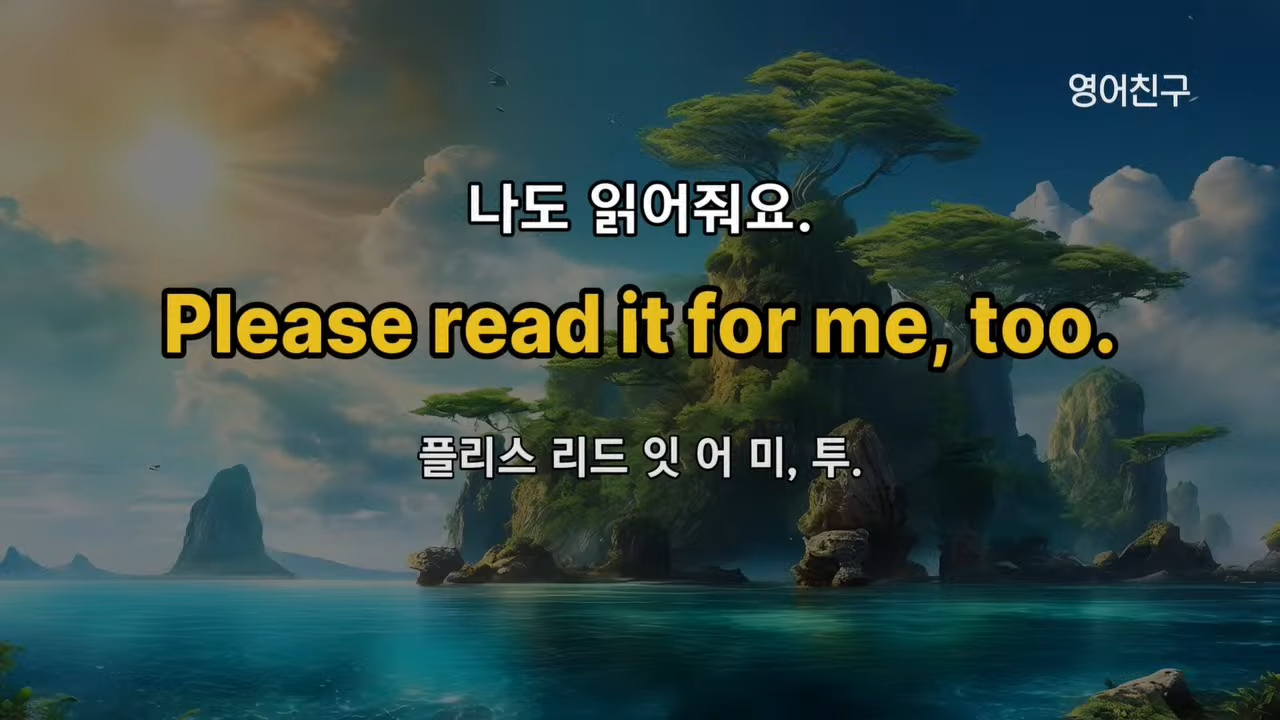 영어친구
나도 읽어줘요.
Please read it for me, too.
플리스 리드 잇 어 미, 투.